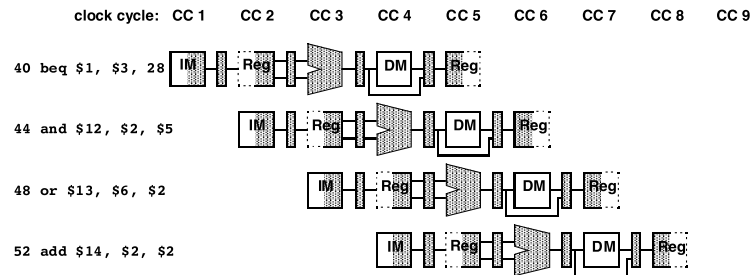 clock cycle: CC 1 CC 2 CC 3 CC 4 CC 5 CC 6 CC 7 CC 8 CC 9
40 beq $1, $3, 28 IM Reg DM Reg
44 and $12, $2, $5 IM Reg DM Reg
48 or $13, $6, $2 IM Reg DM Reg
52 add $14, $2, $2 IM Reg DM Reg